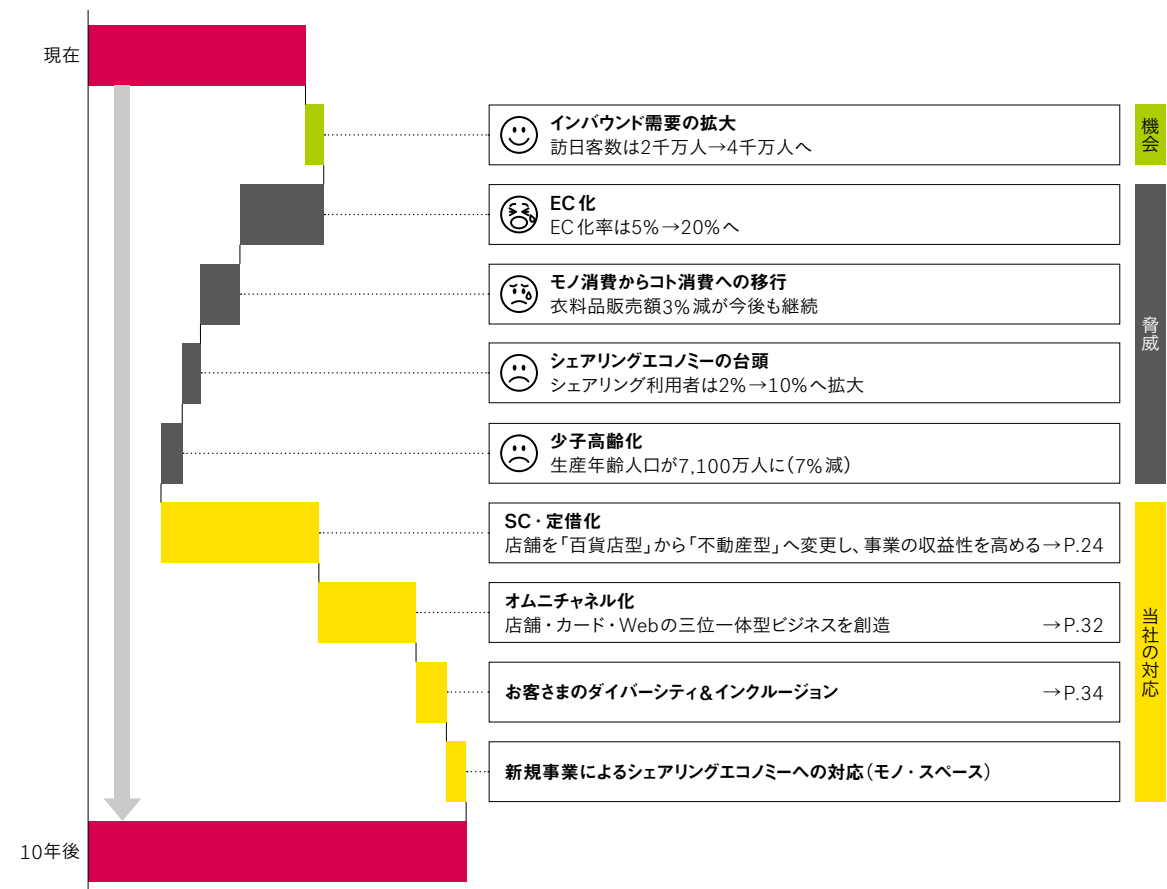 現在
インバウンド需要の拡大
訪日客数は2千万人→4千万人へ
機会
EC化
EC化率は5%→20%へ
モノ消費からコト消費への移行
衣料品販売額3%減が今後も継続
シェアリングエコノミーの台頭
シェアリング利用者は2%→10%へ拡大
少子高齢化
生産年齢人口が7,100万人に(7%減)
脅威
SC・定借化
店舗を「百貨店型」から「不動産型」へ変更し、事業の収益性を高める→P.24
オムニチャネル化
店舗・カード・Webの三位一体型ビジネスを創造 →P.32
お客さまのダイバーシティ&インクルージョン →P.34
新規事業によるシェアリングエコノミーへの対応(モノ・スペース)
当社の対応
10年後